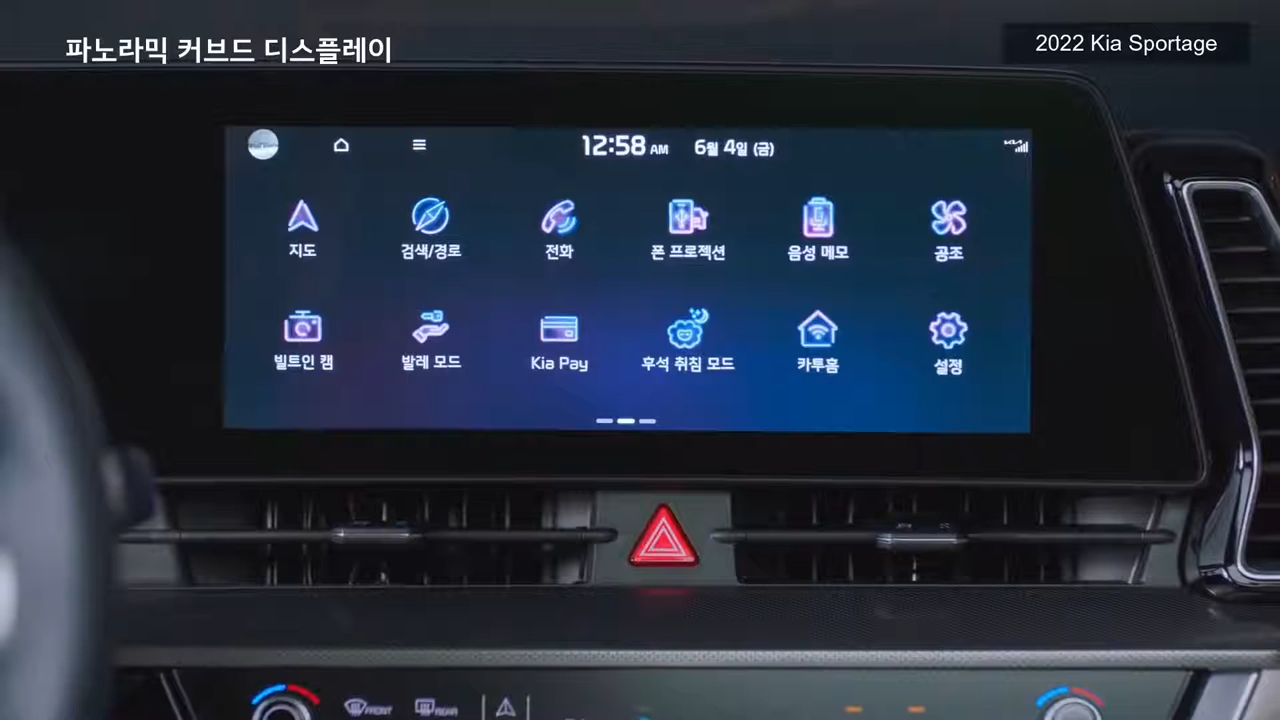 파노라믹 커브드 디스플레이
2022 Kia Sportage
12:58 AM 6월 4일 (금)
지도 검색/경로 전화 폰 프로젝션 음성 메모 공조
빌트인 캠 발레 모드 Kia Pay 후석 취침 모드 카투홈 설정
FRONT REAR